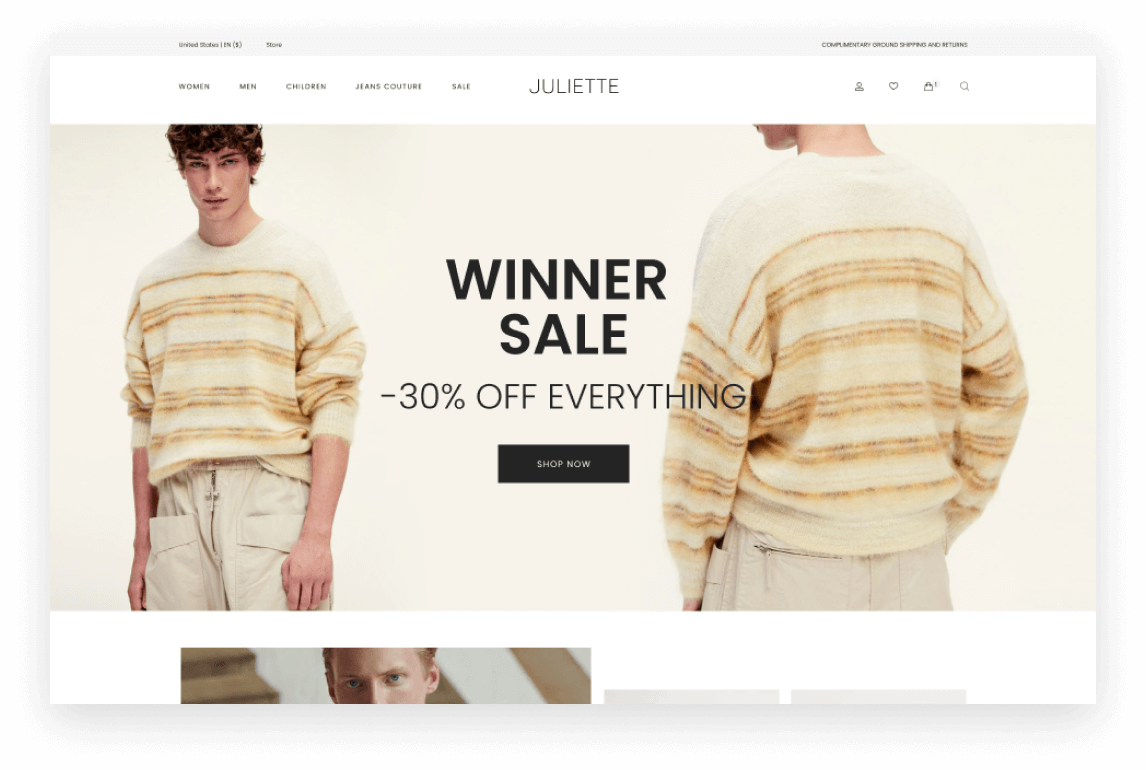 United States | EN ($) Store COMPLIMENTARY GROUND SHIPPING AND RETURNS
WOMEN MEN CHILDREN JEANS COUTURE SALE JULIETTE 1
WINNER
SALE
-30% OFF EVERYTHING
SHOP NOW